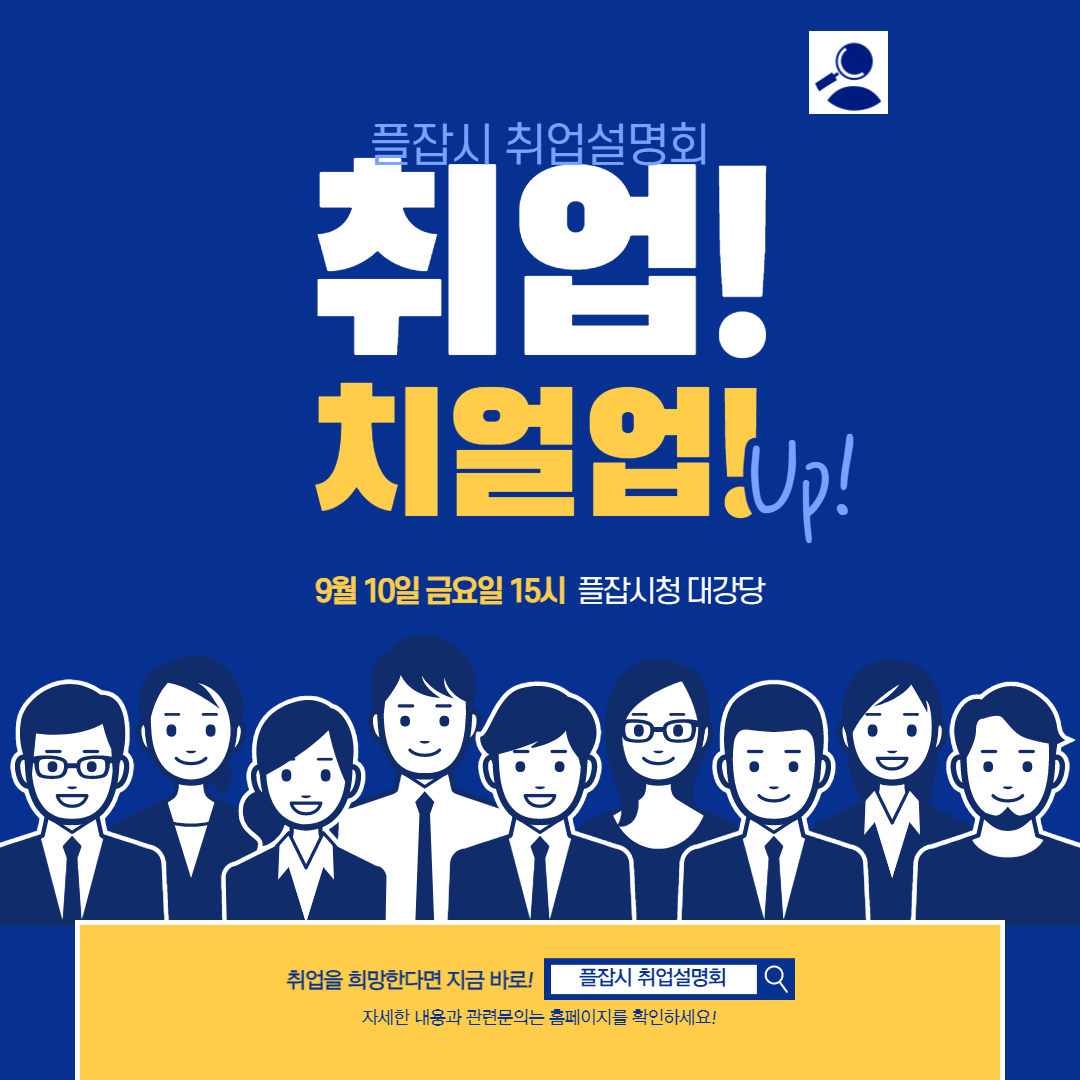 플잡시 취업설명회
취업!
치얼업!
Up!
9월 10일 금요일 15시 플잡시청 대강당
취업을 희망한다면 지금 바로! 플잡시 취업설명회
자세한 내용과 관련문의는 홈페이지를 확인하세요!